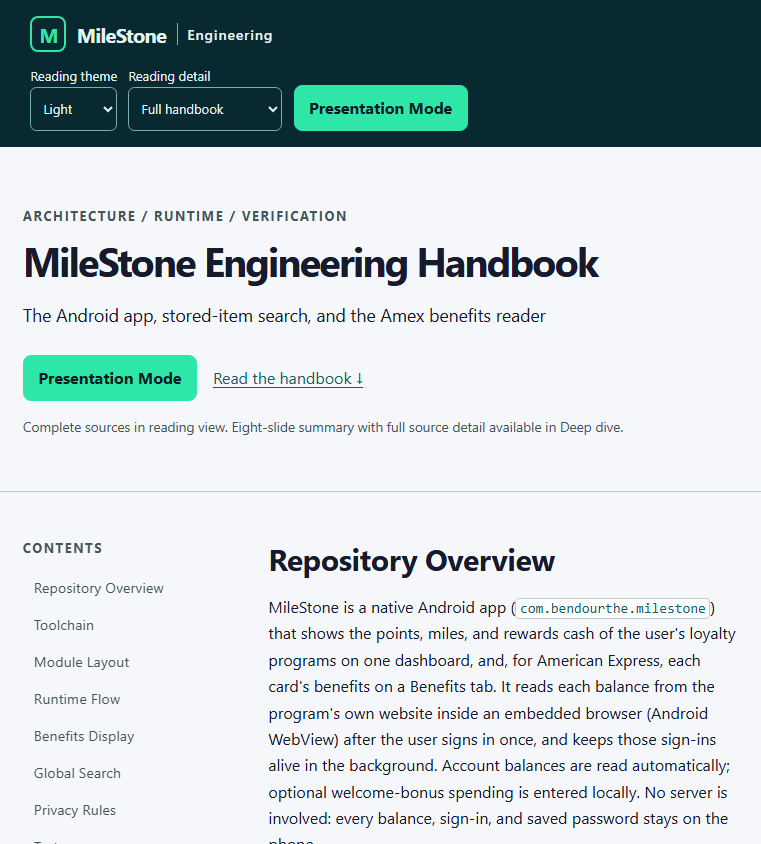 M MileStone Engineering
Reading theme Reading detail
Light Full handbook Presentation Mode
ARCHITECTURE / RUNTIME / VERIFICATION
MileStone Engineering Handbook
The Android app, stored-item search, and the Amex benefits reader
Presentation Mode Read the handbook ↓
Complete sources in reading view. Eight-slide summary with full source detail available in Deep dive.
CONTENTS
Repository Overview
Toolchain
Module Layout
Runtime Flow
Benefits Display
Global Search
Privacy Rules
Repository Overview
MileStone is a native Android app (com.bendourthe.milestone)
that shows the points, miles, and rewards cash of the user's loyalty
programs on one dashboard, and, for American Express, each
card's benefits on a Benefits tab. It reads each balance from the
program's own website inside an embedded browser (Android
WebView) after the user signs in once, and keeps those sign-ins
alive in the background. Account balances are read automatically;
optional welcome-bonus spending is entered locally. No server is
involved: every balance, sign-in, and saved password stays on the
phone.